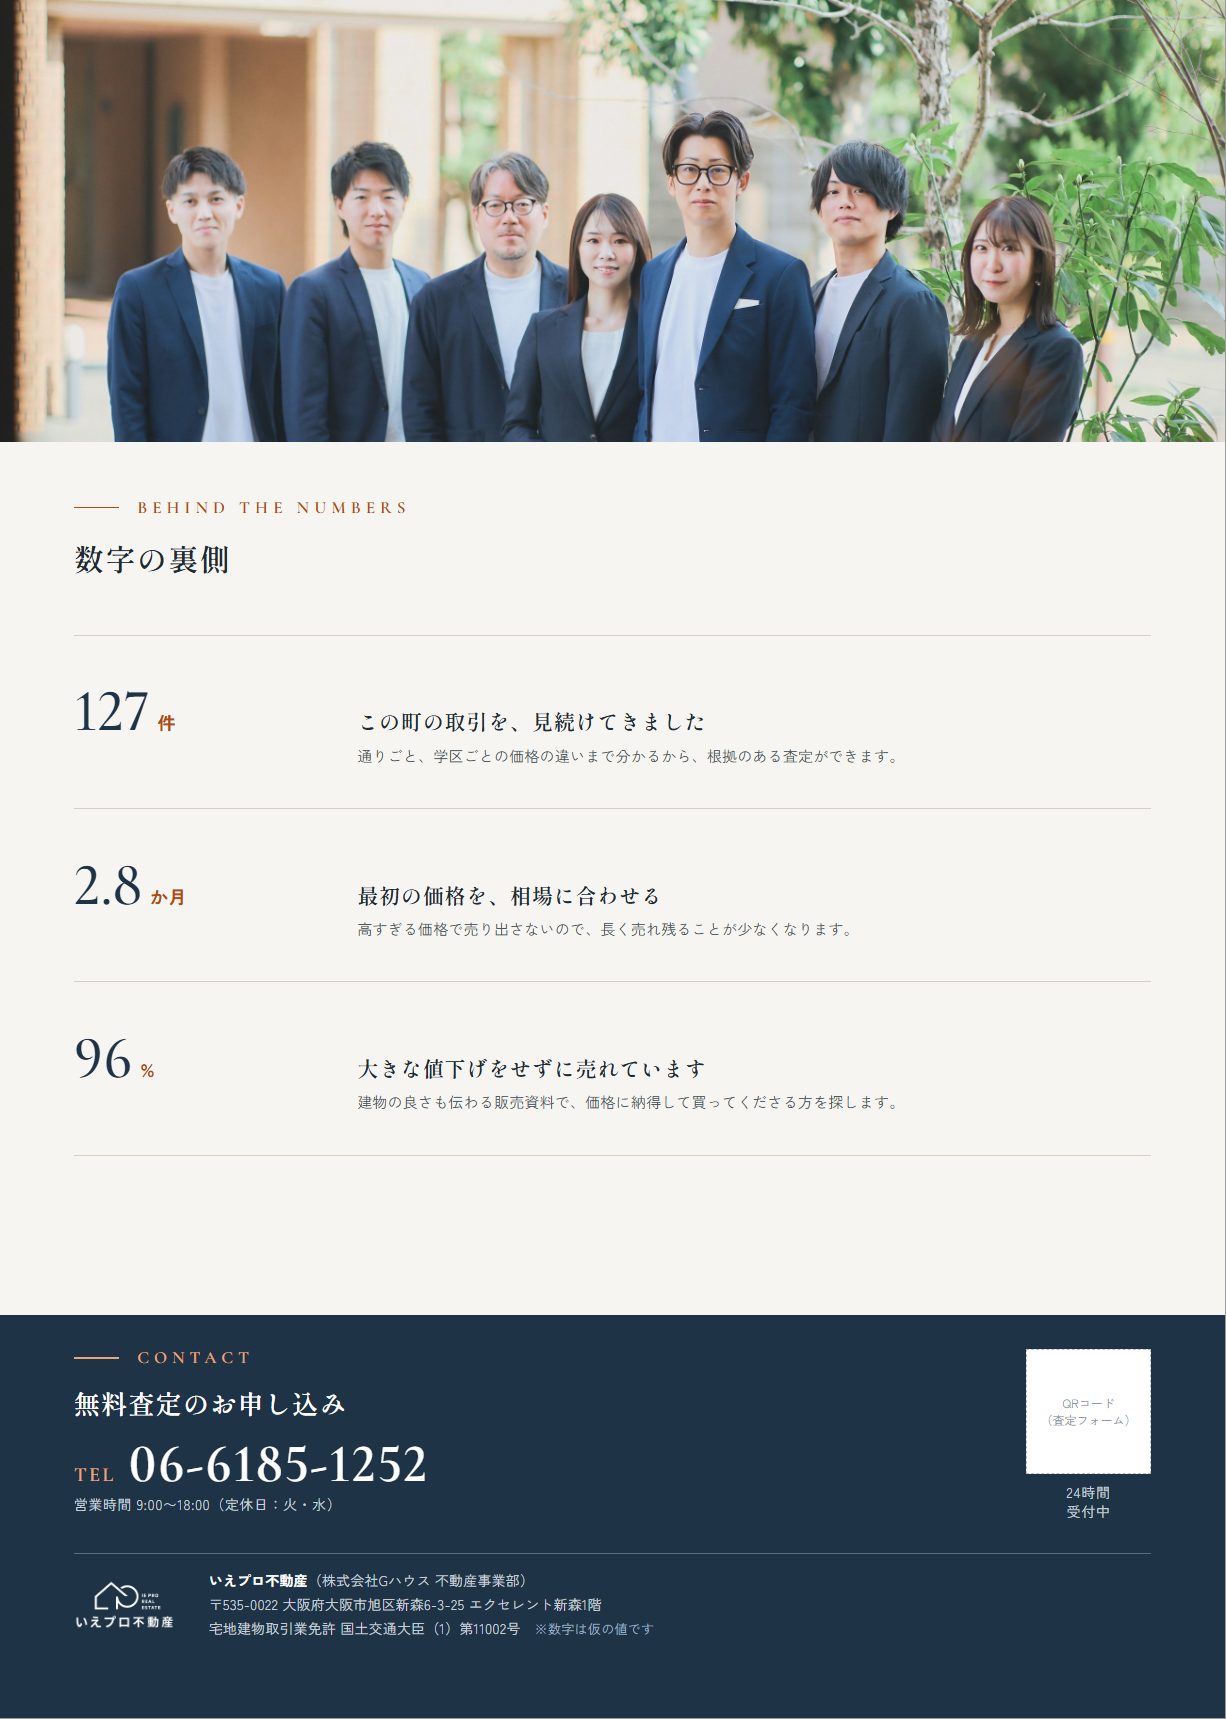 BEHIND THE NUMBERS
数字の裏側
127 件
この町の取引を、見続けてきました
通りごと、学区ごとの価格の違いまで分かるから、根拠のある査定ができます。
2.8 か月
最初の価格を、相場に合わせる
高すぎる価格で売り出さないので、長く売れ残ることが少なくなります。
96 %
大きな値下げをせずに売れています
建物の良さも伝わる販売資料で、価格に納得して買ってくださる方を探します。
CONTACT
無料査定のお申し込み
TEL 06-6185-1252
営業時間 9:00〜18:00（定休日：火・水）
QRコード
（査定フォーム）
24時間
受付中
IE PRO
REAL
ESTATE
いえプロ不動産
いえプロ不動産（株式会社Gハウス 不動産事業部）
〒535-0022 大阪府大阪市旭区新森6-3-25 エクセレント新森1階
宅地建物取引業免許 国土交通大臣（1）第11002号　※数字は仮の値です